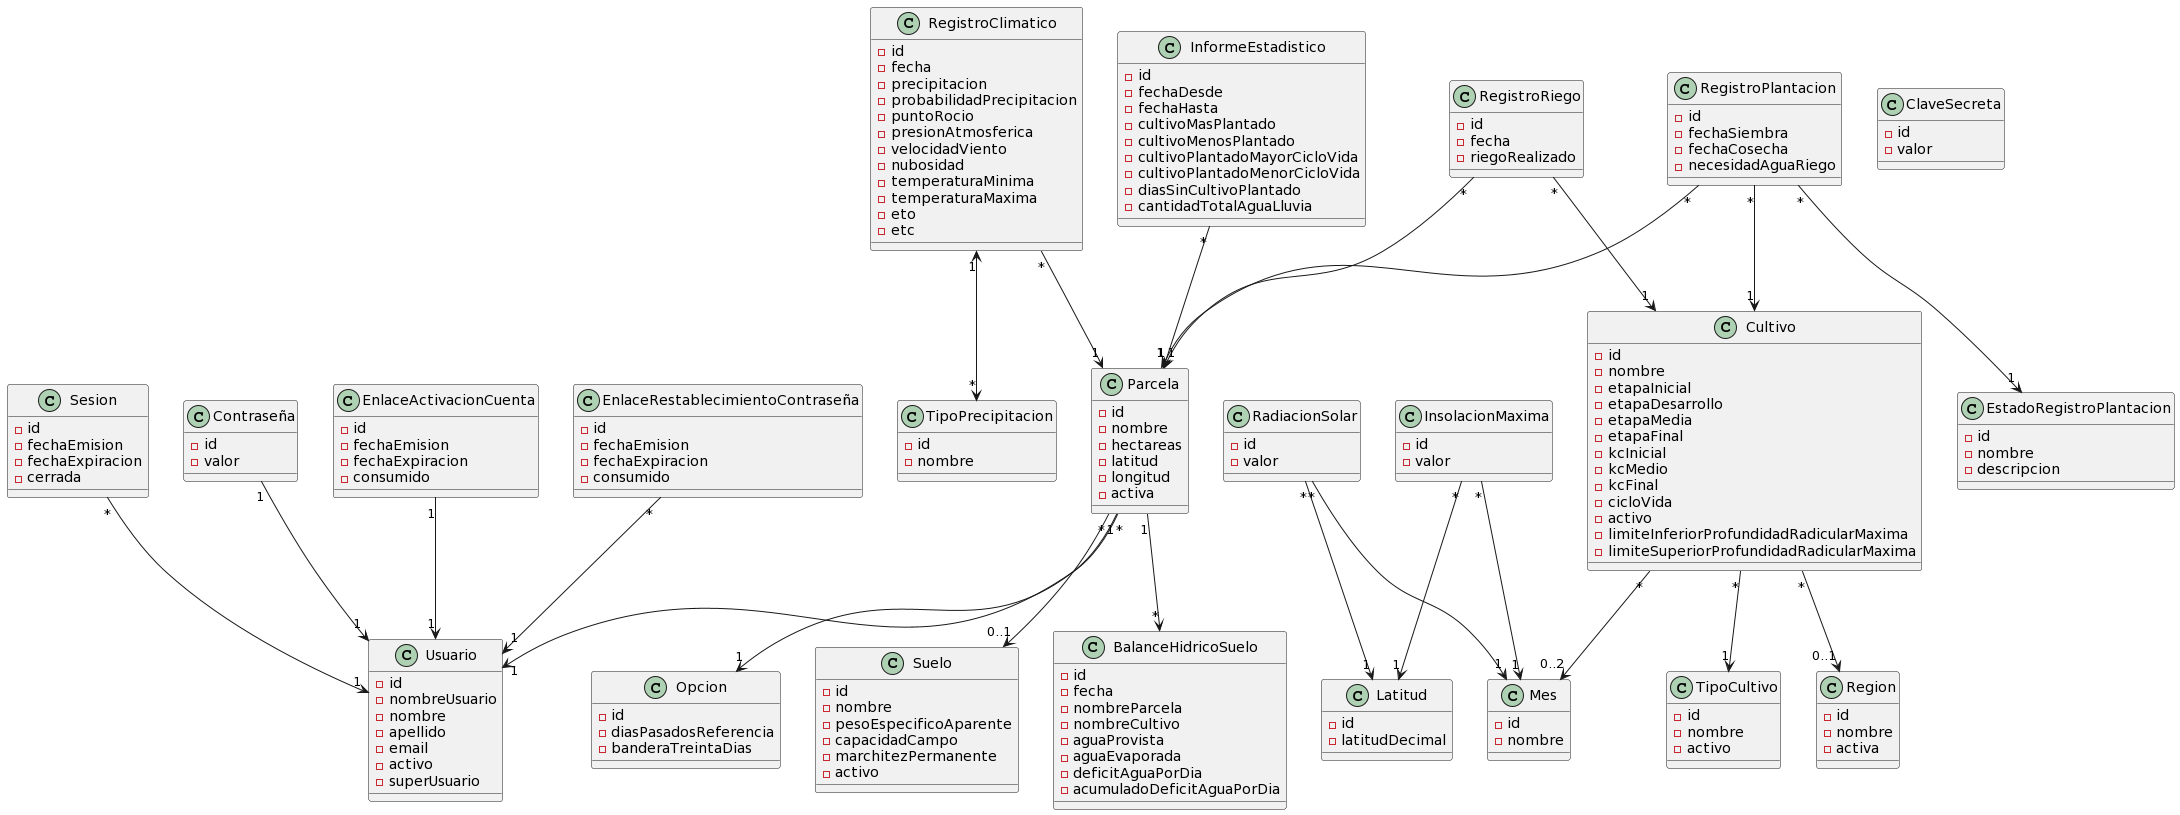 C RegistroClimatico
id
fecha
precipitacion
probabilidadPrecipitacion
puntoRocio
presionAtmosferica
velocidadViento
nubosidad
temperaturaMinima
temperaturaMaxima
eto
etc
C InformeEstadistico
id
fechaDesde
fechaHasta
cultivoMasPlantado
cultivoMenosPlantado
cultivoPlantadoMayorCicloVida
cultivoPlantadoMenorCicloVida
diasSinCultivoPlantado
cantidadTotalAguaLluvia
C RegistroRiego
id
fecha
riegoRealizado
C RegistroPlantacion
id
fechaSiembra
fechaCosecha
necesidadAguaRiego
C ClaveSecreta
id
valor
* * * *
* 1 *
1 1
1 1 1
* 1
C Sesion
id
fechaEmision
fechaExpiracion
cerrada
C Contraseña
id
valor
C EnlaceActivacionCuenta
id
fechaEmision
fechaExpiracion
consumido
C EnlaceRestablecimientoContraseña
id
fechaEmision
fechaExpiracion
consumido
C TipoPrecipitacion
id
nombre
C Parcela
id
nombre
hectareas
latitud
longitud
activa
C RadiacionSolar
id
valor
C InsolacionMaxima
id
valor
C Cultivo
id
nombre
etapaInicial
etapaDesarrollo
etapaMedia
etapaFinal
kcInicial
kcMedio
kcFinal
cicloVida
activo
limiteInferiorProfundidadRadicularMaxima
limiteSuperiorProfundidadRadicularMaxima
C EstadoRegistroPlantacion
id
nombre
descripcion
1 ** * *
* 1 * * 1 * 1
* * *
1 1 1 0..1 *
1 1 1 1 1 1 0..2 1 0..1
1 1
C Usuario
id
nombreUsuario
nombre
apellido
email
activo
superUsuario
C Opcion
id
diasPasadosReferencia
banderaTreintaDias
C Suelo
id
nombre
pesoEspecificoAparente
capacidadCampo
marchitezPermanente
activo
C BalanceHidricoSuelo
id
fecha
nombreParcela
nombreCultivo
aguaProvista
aguaEvaporada
deficitAguaPorDia
acumuladoDeficitAguaPorDia
C Latitud
id
latitudDecimal
C Mes
id
nombre
C TipoCultivo
id
nombre
activo
C Region
id
nombre
activa